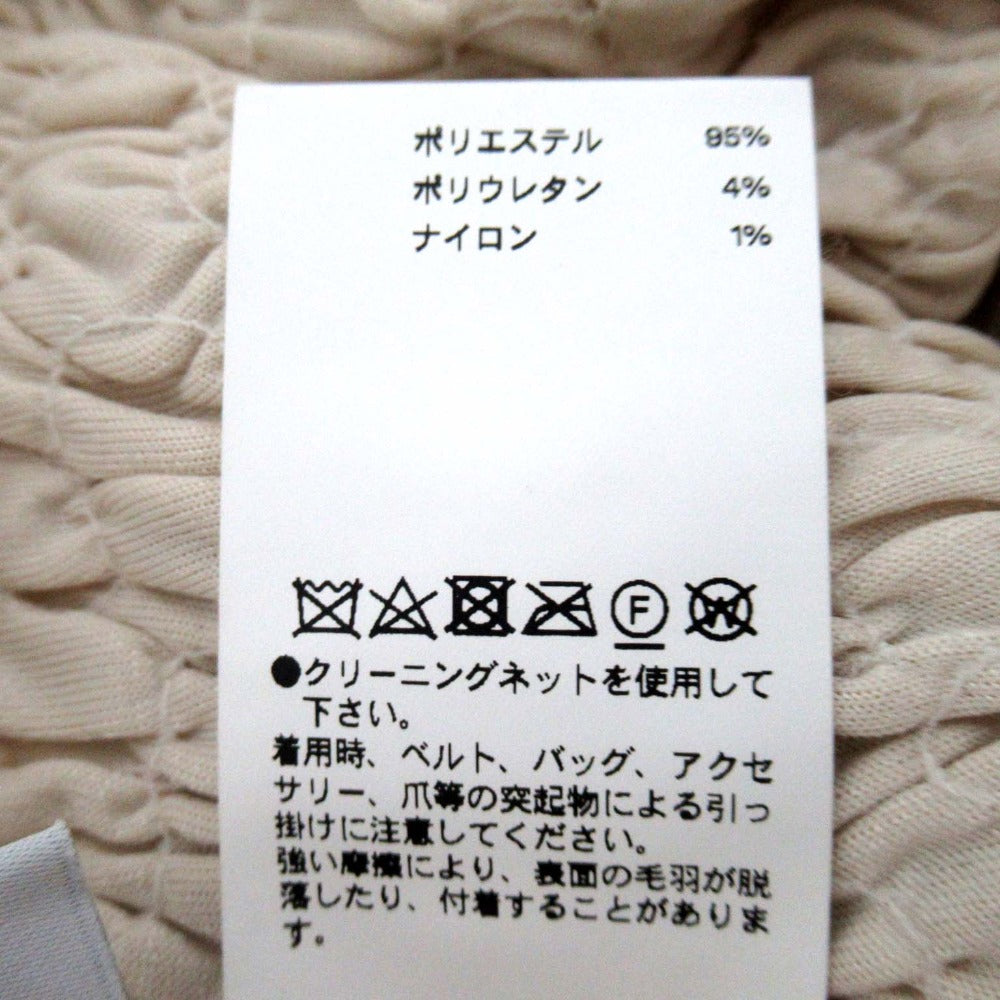 ポリエステル 95%
ポリウレタン 4%
ナイロン 1%
F W
●クリーニングネットを使用して
下さい。
着用時、ベルト、バッグ、アクセ
サリー、爪等の突起物による引っ
掛けに注意してください。
強い摩擦により、表面の毛羽が脱
落したり、付着することがありま
す。